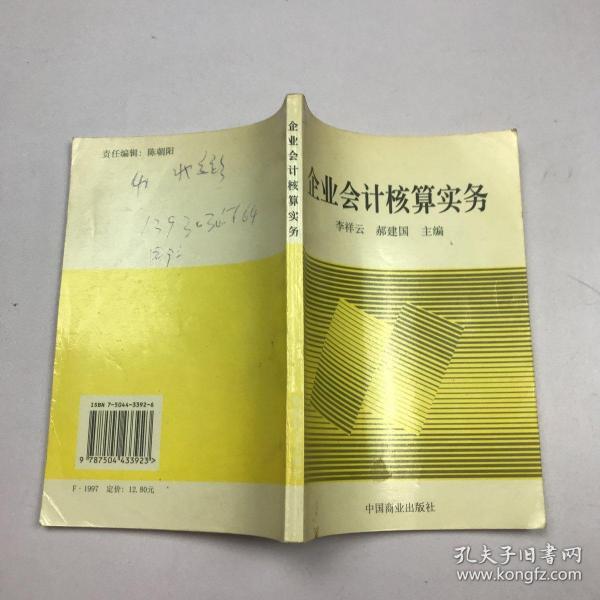 责任编辑：陈朝阳
ISBN 7-5044-3392-6
9 787504 433923>
F·1997 定价：12.80元
企业会计核算实务
企业会计核算实务
李祥云 郝建国 主编
中国商业出版社
孔夫子旧书网
www.kongfz.com